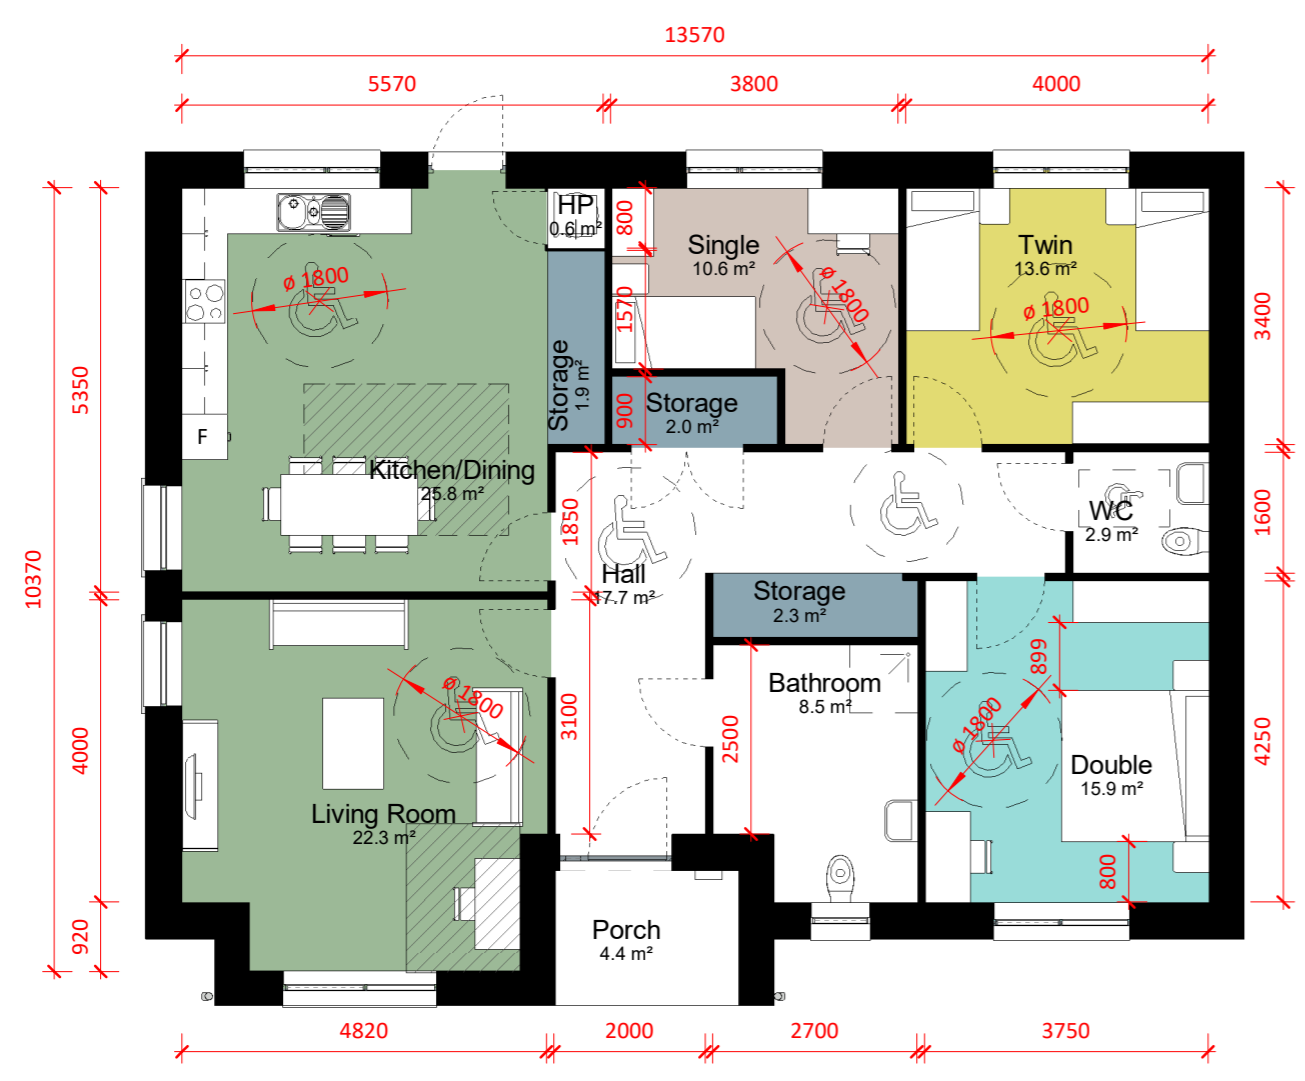 13570
5570
3800
4000
HP
0.6 m²
800
Single
10.6 m²
Twin
13.6 m²
ø 1800
ø 1800
ø 1800
1570
3400
Storage
1.9 m²
5350
900
Storage
2.0 m²
F
Kitchen/Dining
25.8 m²
1850
WC
2.9 m²
1600
10370
Hall
17.7 m²
Storage
2.3 m²
899
ø 1800
Bathroom
8.5 m²
ø 1800
3100
2500
4000
4250
Double
15.9 m²
Living Room
22.3 m²
800
920
Porch
4.4 m²
4820
2000
2700
3750